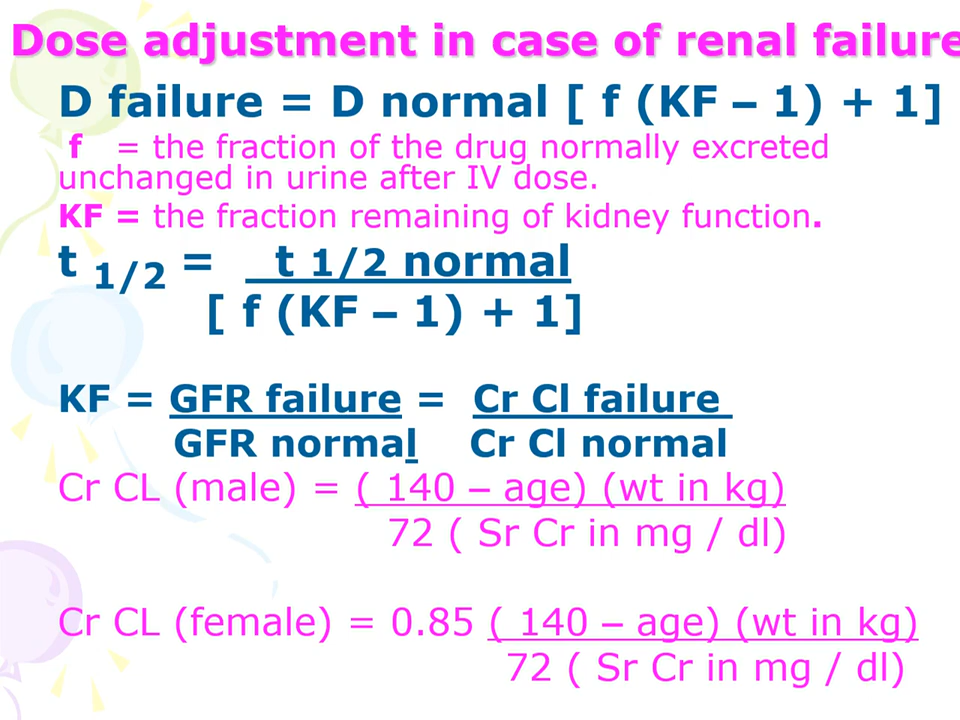 Dose adjustment in case of renal failure
D failure = D normal [ f (KF – 1) + 1]
f = the fraction of the drug normally excreted
unchanged in urine after IV dose.
KF = the fraction remaining of kidney function.
t 1/2 = t 1/2 normal
[ f (KF – 1) + 1]
KF = GFR failure = Cr Cl failure
GFR normal Cr Cl normal
Cr CL (male) = ( 140 – age) (wt in kg)
72 ( Sr Cr in mg / dl)
Cr CL (female) = 0.85 ( 140 – age) (wt in kg)
72 ( Sr Cr in mg / dl)